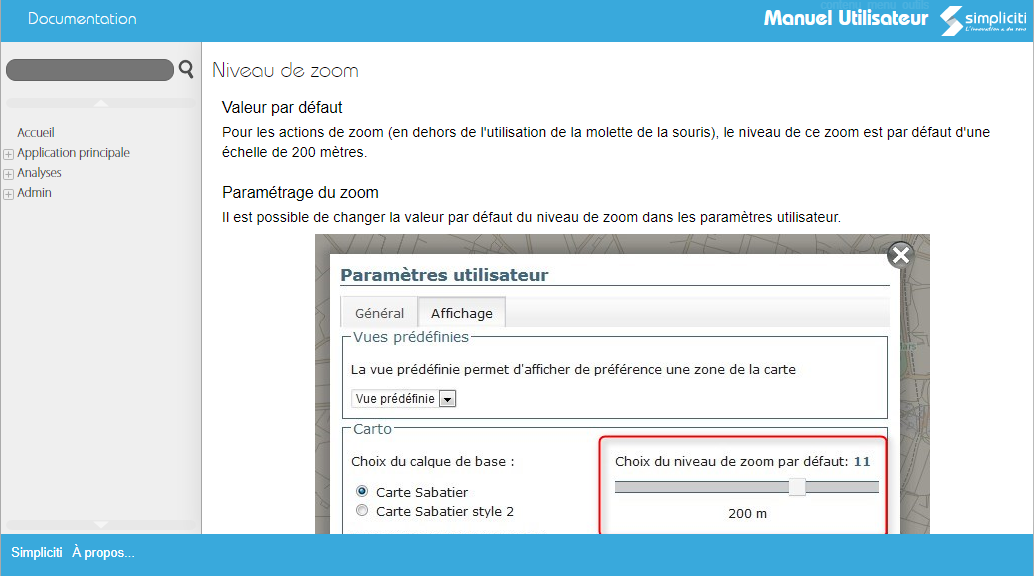 Documentation
contenu menu outils
Manuel Utilisateur
simpliciti
L'innovation a du sens
Niveau de zoom
Valeur par défaut
Pour les actions de zoom (en dehors de l'utilisation de la molette de la souris), le niveau de ce zoom est par défaut d'une
échelle de 200 mètres.
Accueil
Application principale
Analyses
Admin
Paramétrage du zoom
Il est possible de changer la valeur par défaut du niveau de zoom dans les paramètres utilisateur.
Paramètres utilisateur
Général
Affichage
Vues prédéfinies
La vue prédéfinie permet d'afficher de préférence une zone de la carte
Vue prédéfinie
Carto
Choix du calque de base :
Carte Sabatier
Carte Sabatier style 2
Choix du niveau de zoom par défaut: 11
200 m
Simpliciti À propos...